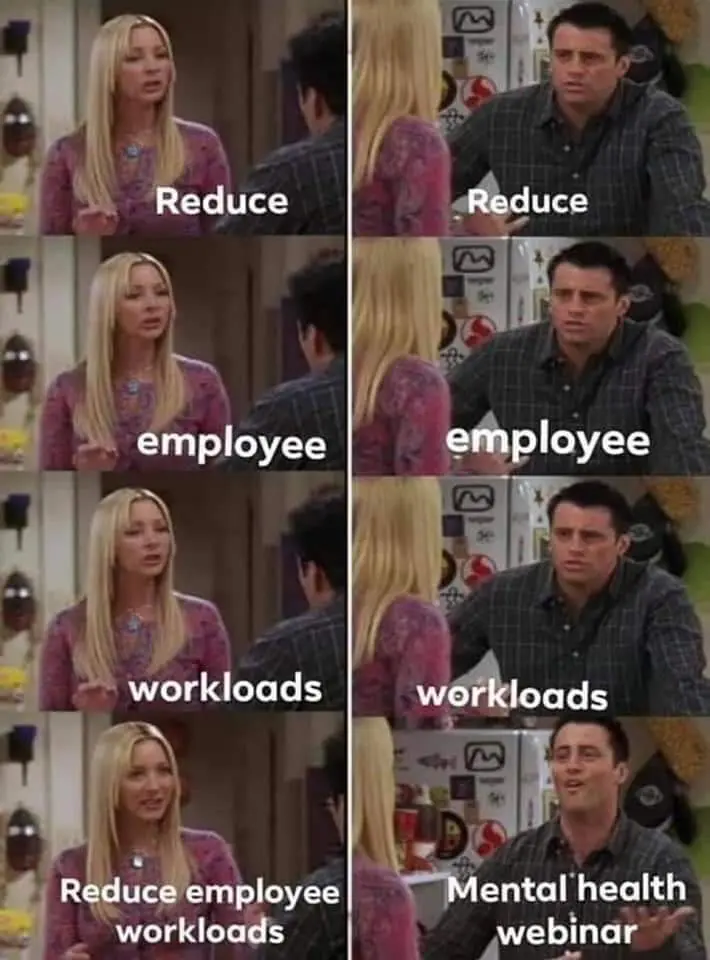 Reduce
Reduce
employee
employee
workloads
workloads
Reduce employee
workloads
Mental health
webinar